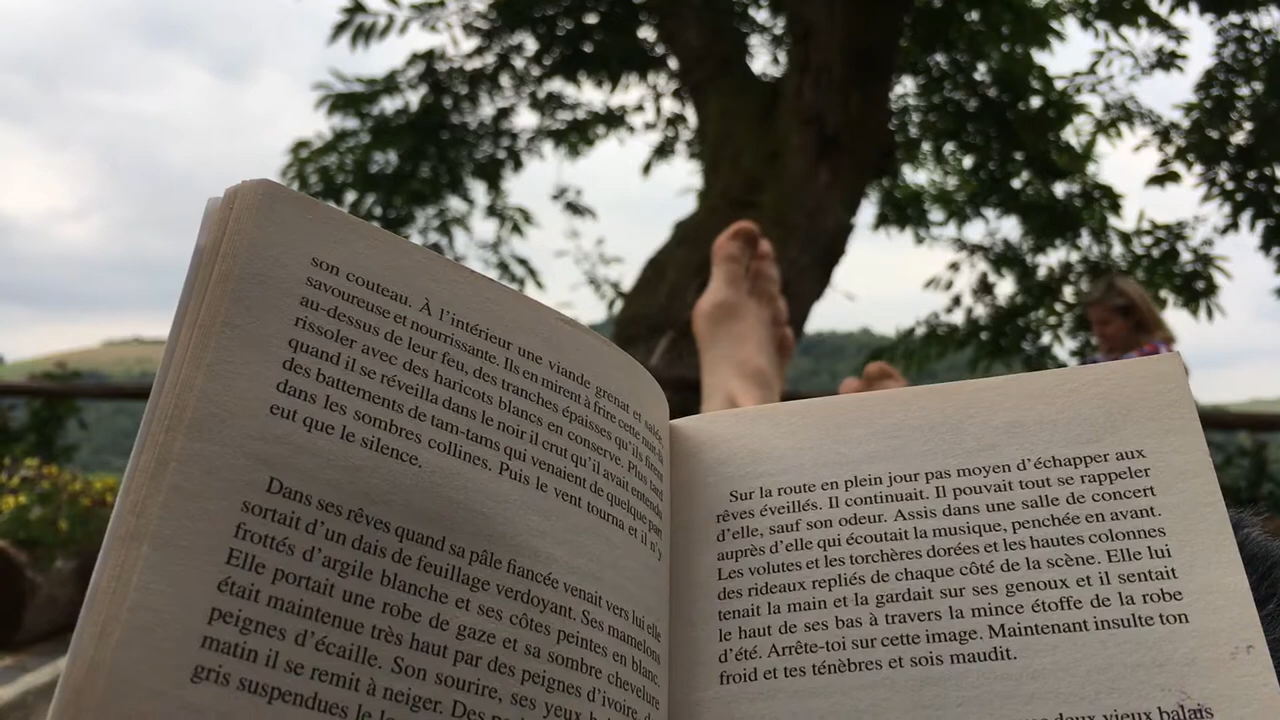 son couteau. À l'intérieur une viande grenat et salée,
savoureuse et nourrissante. Ils en mirent à frire cette nuit-là
au-dessus de leur feu, des tranches épaisses qu'ils firent
rissoler avec des haricots blancs en conserve. Plus tard
quand il se réveilla dans le noir il crut qu'il avait entendu
des battements de tam-tams qui venaient de quelque part
dans les sombres collines. Puis le vent tourna et il n'y
eut que le silence.
Dans ses rêves quand sa pâle fiancée venait vers lui elle
sortait d'un dais de feuillage verdoyant. Ses mamelons
frottés d'argile blanche et ses côtes peintes en blanc.
Elle portait une robe de gaze et sa sombre chevelure
était maintenue très haut par des peignes d'ivoire, de
peignes d'écaille. Son sourire, ses yeux
matin il se remit à neiger. Des
gris suspendues le
Sur la route en plein jour pas moyen d'échapper aux
rêves éveillés. Il continuait. Il pouvait tout se rappeler
d'elle, sauf son odeur. Assis dans une salle de concert
auprès d'elle qui écoutait la musique, penchée en avant.
Les volutes et les torchères dorées et les hautes colonnes
des rideaux repliés de chaque côté de la scène. Elle lui
tenait la main et la gardait sur ses genoux et il sentait
le haut de ses bas à travers la mince étoffe de la robe
d'été. Arrête-toi sur cette image. Maintenant insulte ton
froid et tes ténèbres et sois maudit.
deux vieux balais